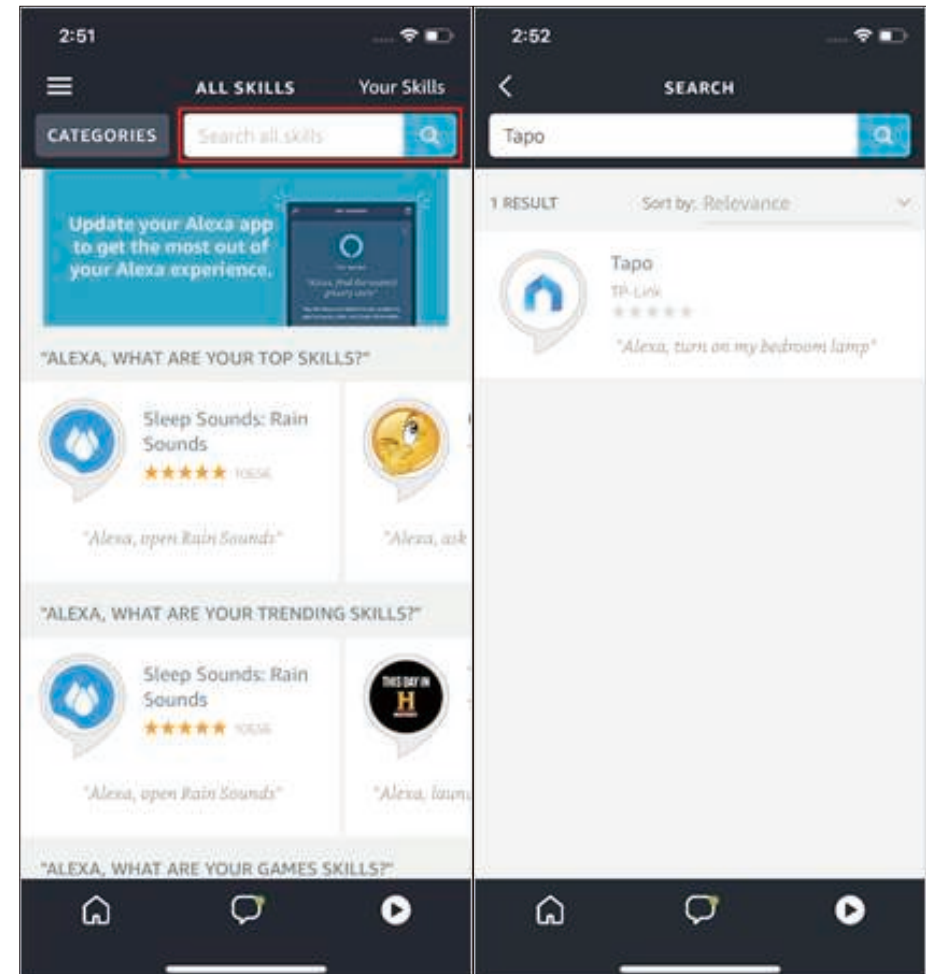 2:51
ALL SKILLS
Your Skills
CATEGORIES
Search all skills
Update your Alexa app
to get the most out of
your Alexa experience.
"ALEXA, WHAT ARE YOUR TOP SKILLS?"
Sleep Sounds: Rain
Sounds
"Alexa, open Rain Sounds"
"Alexa, ask
"ALEXA, WHAT ARE YOUR TRENDING SKILLS?"
Sleep Sounds: Rain
Sounds
THIS DAY IN
H
"Alexa, open Rain Sounds"
"Alexa, laun
"ALEXA, WHAT ARE YOUR GAMES SKILLS?"
2:52
SEARCH
Tapo
1 RESULT
Sort by: Relevance
Tapo
TP-Link
"Alexa, turn on my bedroom lamp"